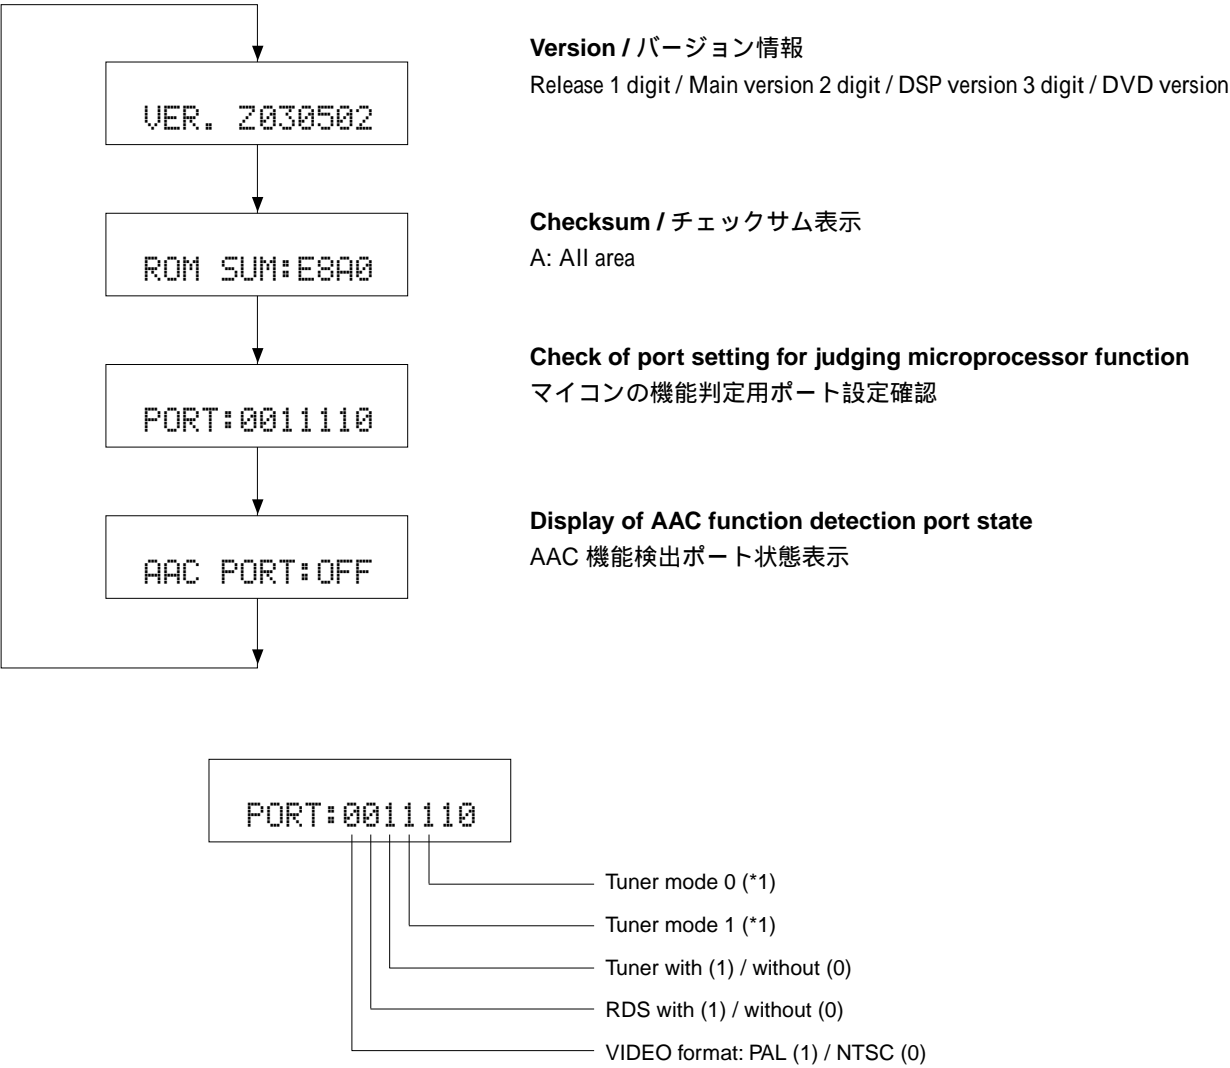 Version / バージョン情報
Release 1 digit / Main version 2 digit / DSP version 3 digit / DVD version
VER. Z030502
Checksum / チェックサム表示
A: All area
ROM SUM:E8A0
Check of port setting for judging microprocessor function
マイコンの機能判定用ポート設定確認
PORT:0011110
Display of AAC function detection port state
AAC 機能検出ポート状態表示
AAC PORT:OFF
PORT:0011110
Tuner mode 0 (*1)
Tuner mode 1 (*1)
Tuner with (1) / without (0)
RDS with (1) / without (0)
VIDEO format: PAL (1) / NTSC (0)